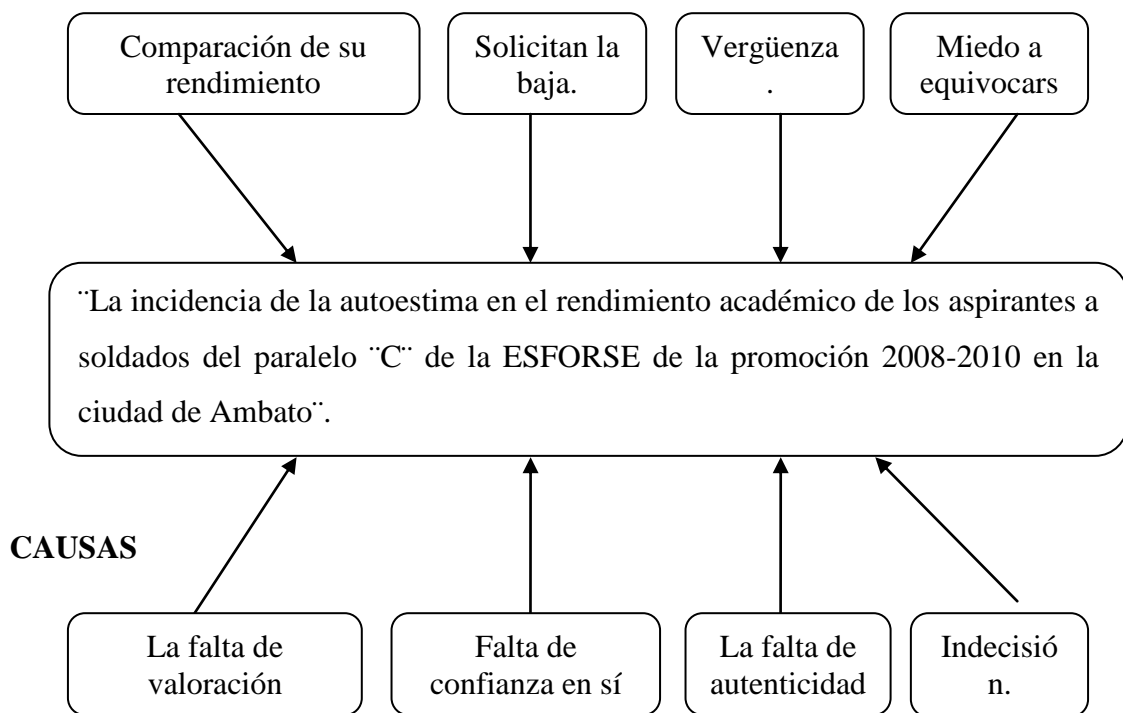 Comparación de su
rendimiento
Solicitan la
baja.
Vergüenza
.
Miedo a
equivocars
¨La incidencia de la autoestima en el rendimiento académico de los aspirantes a
soldados del paralelo ¨C¨ de la ESFORSE de la promoción 2008-2010 en la
ciudad de Ambato¨.
CAUSAS
La falta de
valoración
Falta de
confianza en sí
La falta de
autenticidad
Indecisió
n.